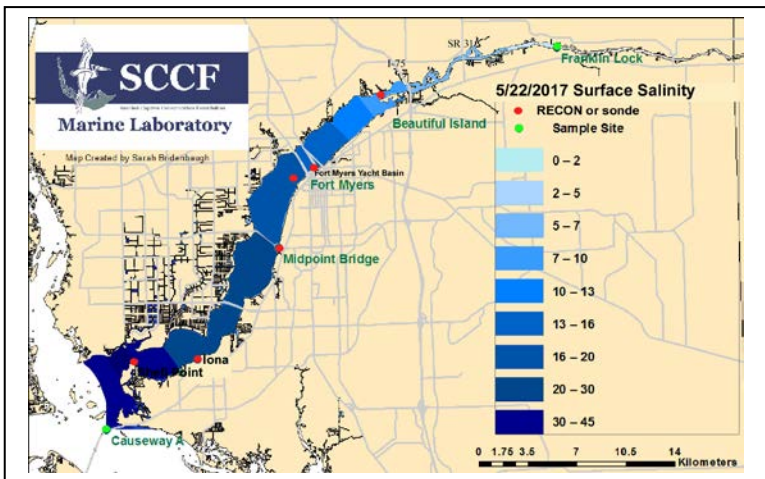 SCCF
Marine Laboratory
Map Created by Sarah Bridenbaugh
I-75
SR 31
Franklin Lock
5/22/2017 Surface Salinity
RECON or sonde
Sample Site
Beautiful Island
Fort Myers Yacht Basin
Fort Myers
Midpoint Bridge
Iona
Point
Causeway A
0 – 2
2 – 5
5 – 7
7 – 10
10 – 13
13 – 16
16 – 20
20 – 30
30 – 45
0 1.75 3.5 7 10.5 14
Kilometers